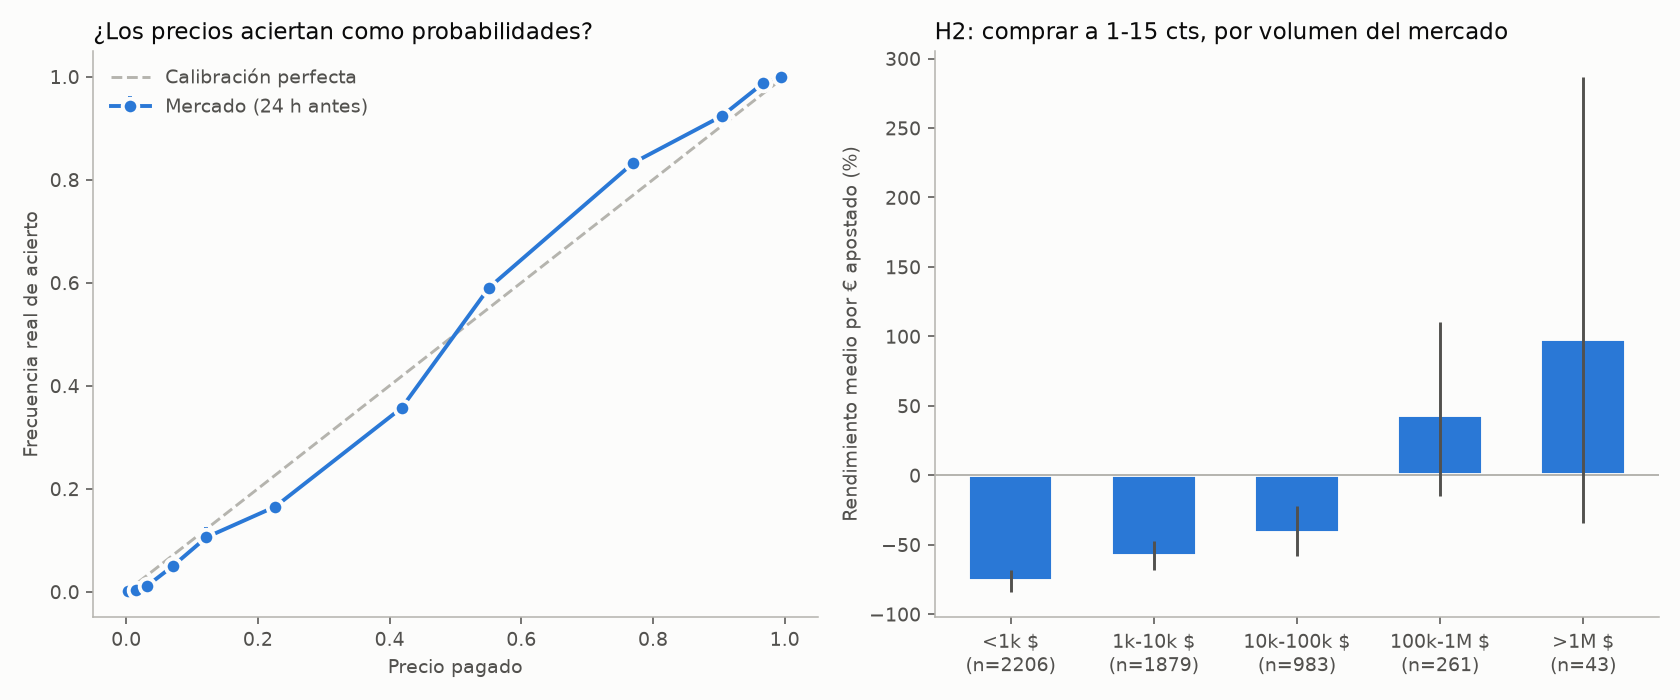 ¿Los precios aciertan como probabilidades?
Calibración perfecta
Mercado (24 h antes)
Frecuencia real de acierto
1.0
0.8
0.6
0.4
0.2
0.0
0.0 0.2 0.4 0.6 0.8 1.0
Precio pagado
H2: comprar a 1-15 cts, por volumen del mercado
Rendimiento medio por € apostado (%)
300
250
200
150
100
50
0
−50
−100
<1k $ 1k-10k $ 10k-100k $ 100k-1M $ >1M $
(n=2206) (n=1879) (n=983) (n=261) (n=43)